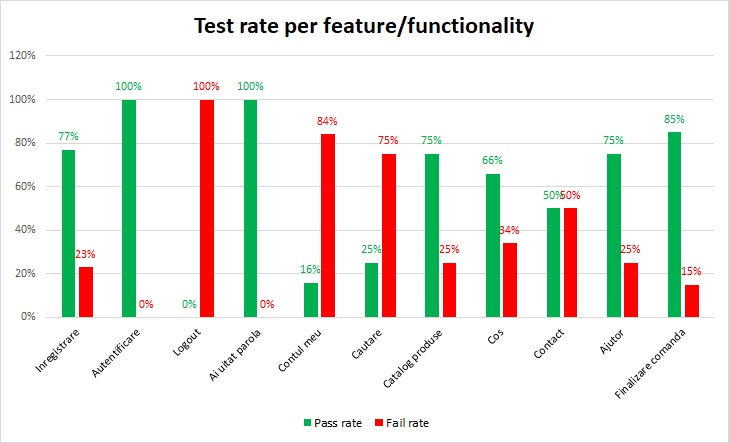 Test rate per feature/functionality
120%
100%
80%
60%
40%
20%
0%
77%
23%
100%
0%
0%
100%
100%
0%
16%
84%
25%
75%
75%
25%
66%
34%
50%
50%
75%
25%
85%
15%
Inregistrare
Autentificare
Logout
Ai uitat parola
Contul meu
Cautare
Catalog produse
Cos
Contact
Ajutor
Finalizare comanda
Pass rate
Fail rate